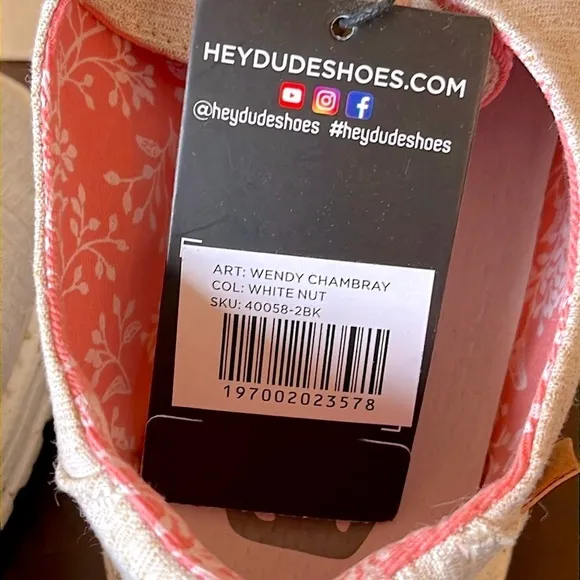 HEYDUDESHOES.COM
@heydudeshoes #heydudeshoes
ART: WENDY CHAMBRAY
COL: WHITE NUT
SKU: 40058-2BK
197002023578